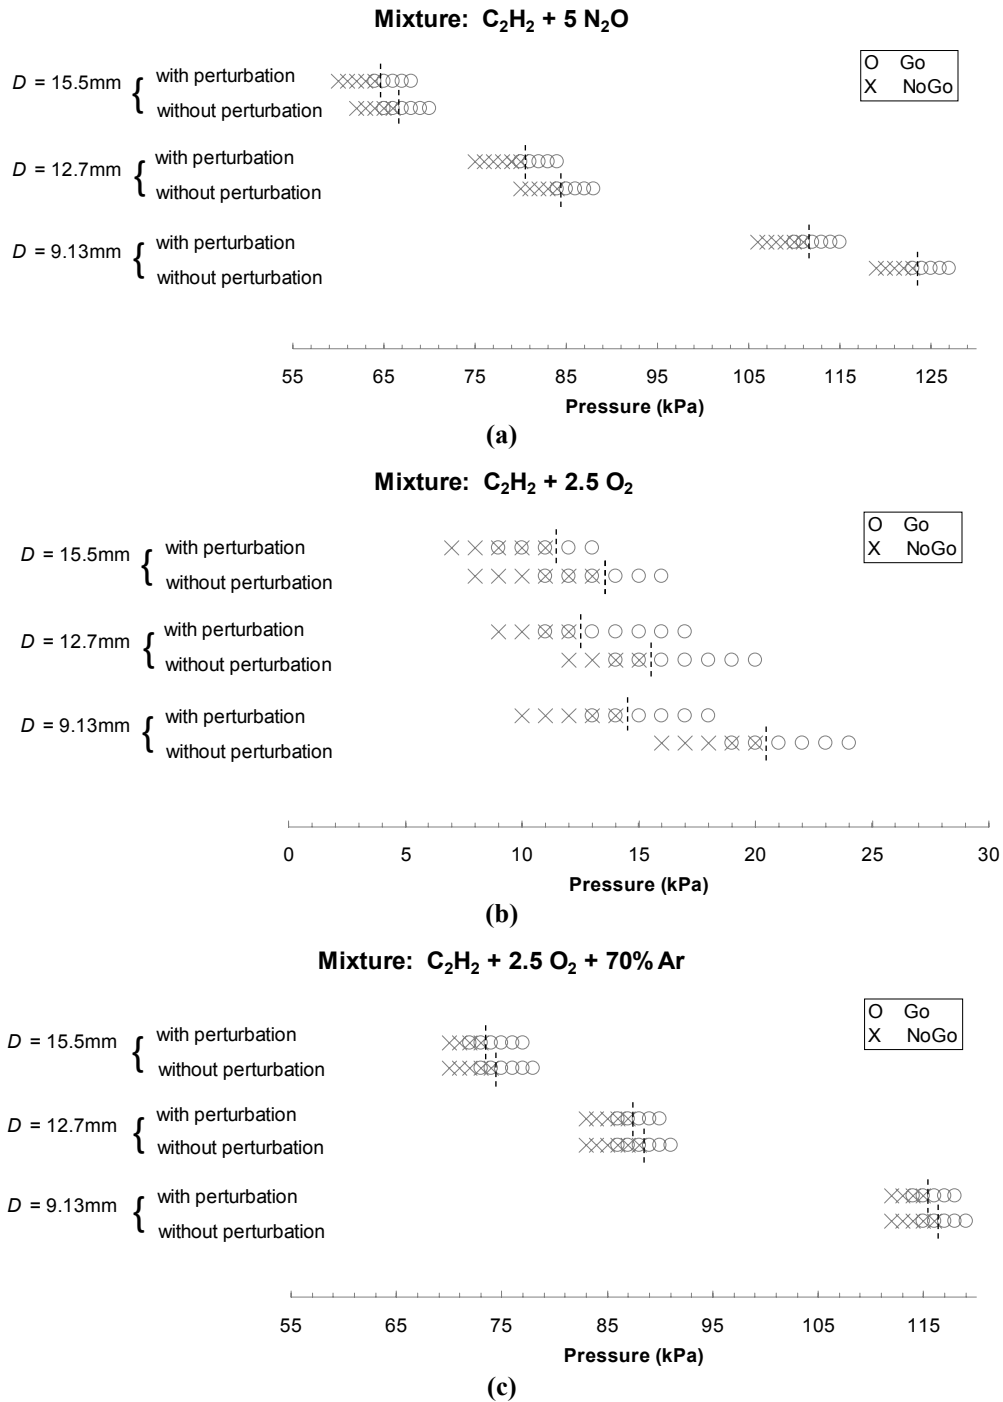 Mixture: C₂H₂ + 5 N₂O
O Go
X NoGo
D = 15.5mm { with perturbation
without perturbation
D = 12.7mm { with perturbation
without perturbation
D = 9.13mm { with perturbation
without perturbation
55 65 75 85 95 105 115 125
Pressure (kPa)
(a)
Mixture: C₂H₂ + 2.5 O₂
O Go
X NoGo
D = 15.5mm { with perturbation
without perturbation
D = 12.7mm { with perturbation
without perturbation
D = 9.13mm { with perturbation
without perturbation
0 5 10 15 20 25 30
Pressure (kPa)
(b)
Mixture: C₂H₂ + 2.5 O₂ + 70% Ar
O Go
X NoGo
D = 15.5mm { with perturbation
without perturbation
D = 12.7mm { with perturbation
without perturbation
D = 9.13mm { with perturbation
without perturbation
55 65 75 85 95 105 115
Pressure (kPa)
(c)